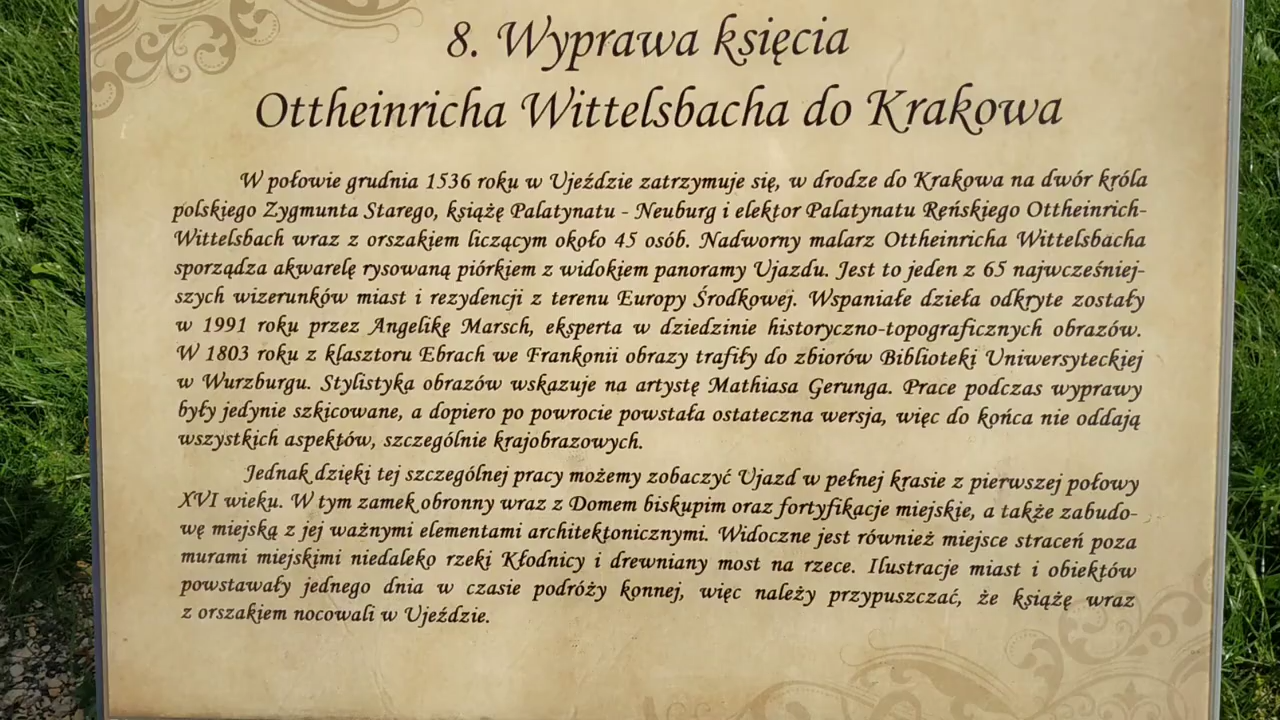 8. Wyprawa księcia
Ottheinricha Wittelsbacha do Krakowa
W połowie grudnia 1536 roku w Ujeździe zatrzymuje się, w drodze do Krakowa na dwór króla
polskiego Zygmunta Starego, książę Palatynatu - Neuburg i elektor Palatynatu Reńskiego Ottheinrich-
Wittelsbach wraz z orszakiem liczącym około 45 osób. Nadworny malarz Ottheinricha Wittelsbacha
sporządza akwarelę rysowaną piórkiem z widokiem panoramy Ujazdu. Jest to jeden z 65 najwcześniej-
szych wizerunków miast i rezydencji z terenu Europy Środkowej. Wspaniałe dzieła odkryte zostały
w 1991 roku przez Angelikę Marsch, eksperta w dziedzinie historyczno-topograficznych obrazów.
W 1803 roku z klasztoru Ebrach we Frankonii obrazy trafiły do zbiorów Biblioteki Uniwersyteckiej
w Wurzburgu. Stylistyka obrazów wskazuje na artystę Mathiasa Gerunga. Prace podczas wyprawy
były jedynie szkicowane, a dopiero po powrocie powstała ostateczna wersja, więc do końca nie oddają
wszystkich aspektów, szczególnie krajobrazowych.
Jednak dzięki tej szczególnej pracy możemy zobaczyć Ujazd w pełnej krasie z pierwszej połowy
XVI wieku. W tym zamek obronny wraz z Domem biskupim oraz fortyfikacje miejskie, a także zabudo-
wę miejską z jej ważnymi elementami architektonicznymi. Widoczne jest również miejsce straceń poza
murami miejskimi niedaleko rzeki Kłodnicy i drewniany most na rzece. Ilustracje miast i obiektów
powstawały jednego dnia w czasie podróży konnej, więc należy przypuszczać, że książę wraz
z orszakiem nocowali w Ujeździe.